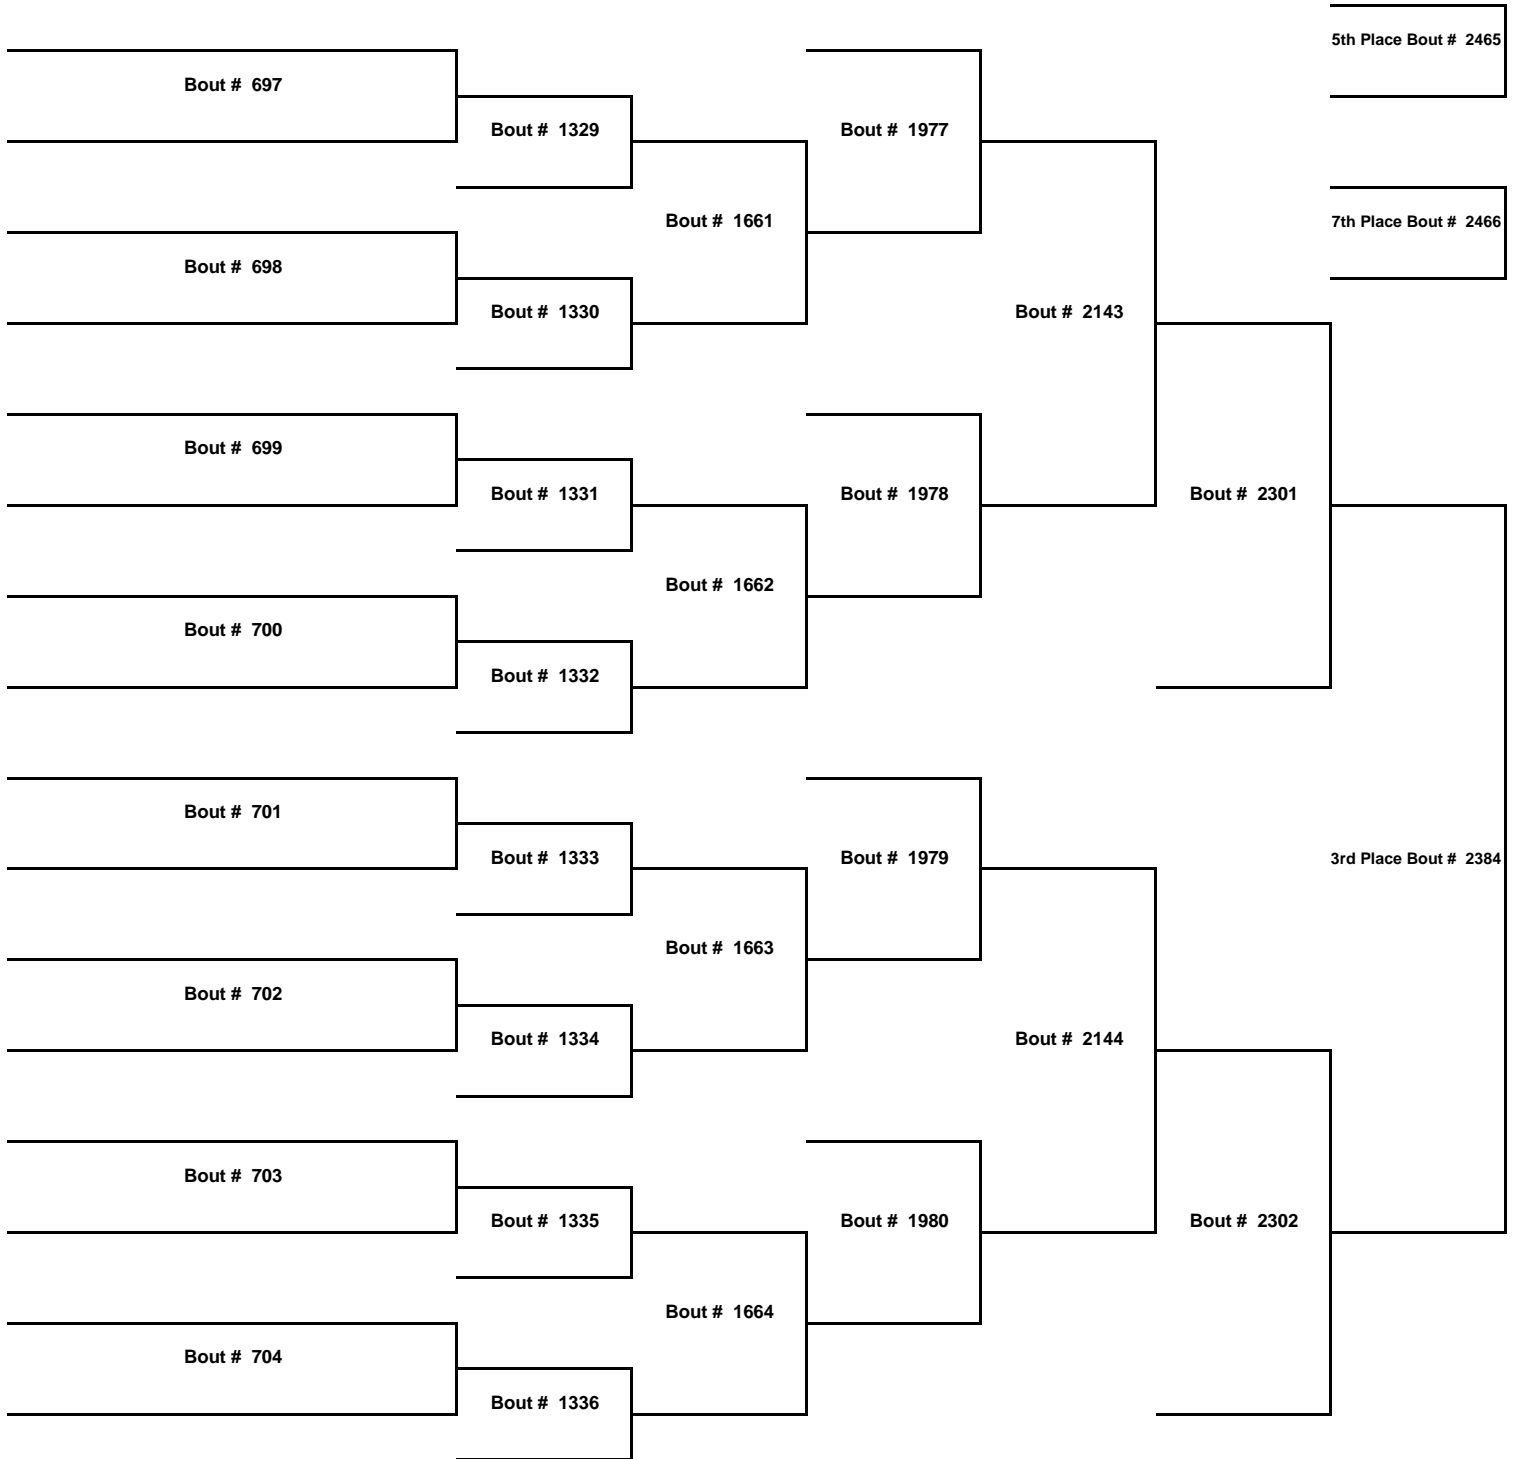 5th Place Bout # 2465
Bout # 697
Bout # 1329
Bout # 1977
Bout # 1661
7th Place Bout # 2466
Bout # 698
Bout # 1330
Bout # 2143
Bout # 699
Bout # 1331
Bout # 1978
Bout # 2301
Bout # 1662
Bout # 700
Bout # 1332
Bout # 701
Bout # 1333
Bout # 1979
3rd Place Bout # 2384
Bout # 1663
Bout # 702
Bout # 1334
Bout # 2144
Bout # 703
Bout # 1335
Bout # 1980
Bout # 2302
Bout # 1664
Bout # 704
Bout # 1336